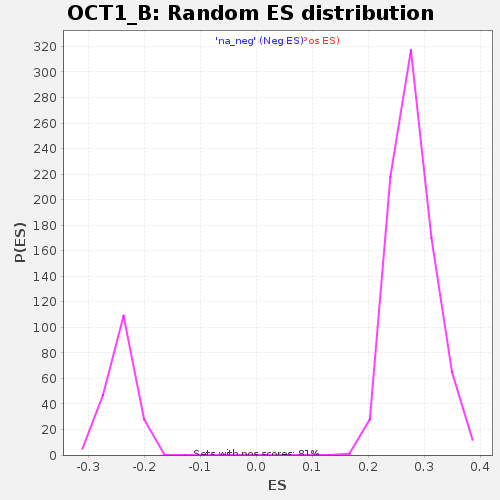 OCT1_B: Random ES distribution
'na_neg' (Neg ES) Pos ES)
P(ES)
320
300
280
260
240
220
200
180
160
140
120
100
80
60
40
20
0
Sets with pos scores: 81%
-0.3 -0.2 -0.1 0.0 0.1 0.2 0.3 0.4
ES